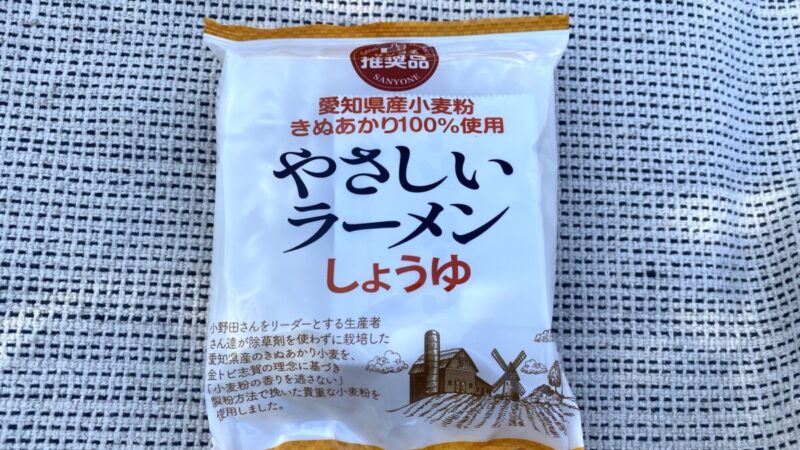 推奨品
SANYONE
愛知県産小麦粉
きぬあかり100%使用
やさしい
ラーメン
しょうゆ
小野田さんをリーダーとする生産者
さん達が除草剤を使わずに栽培した
愛知県産のきぬあかり小麦を、
金トビ志賀の理念に基づき
「小麦粉の香りを逃さない」
製粉方法で挽いた貴重な小麦粉を
使用しました。